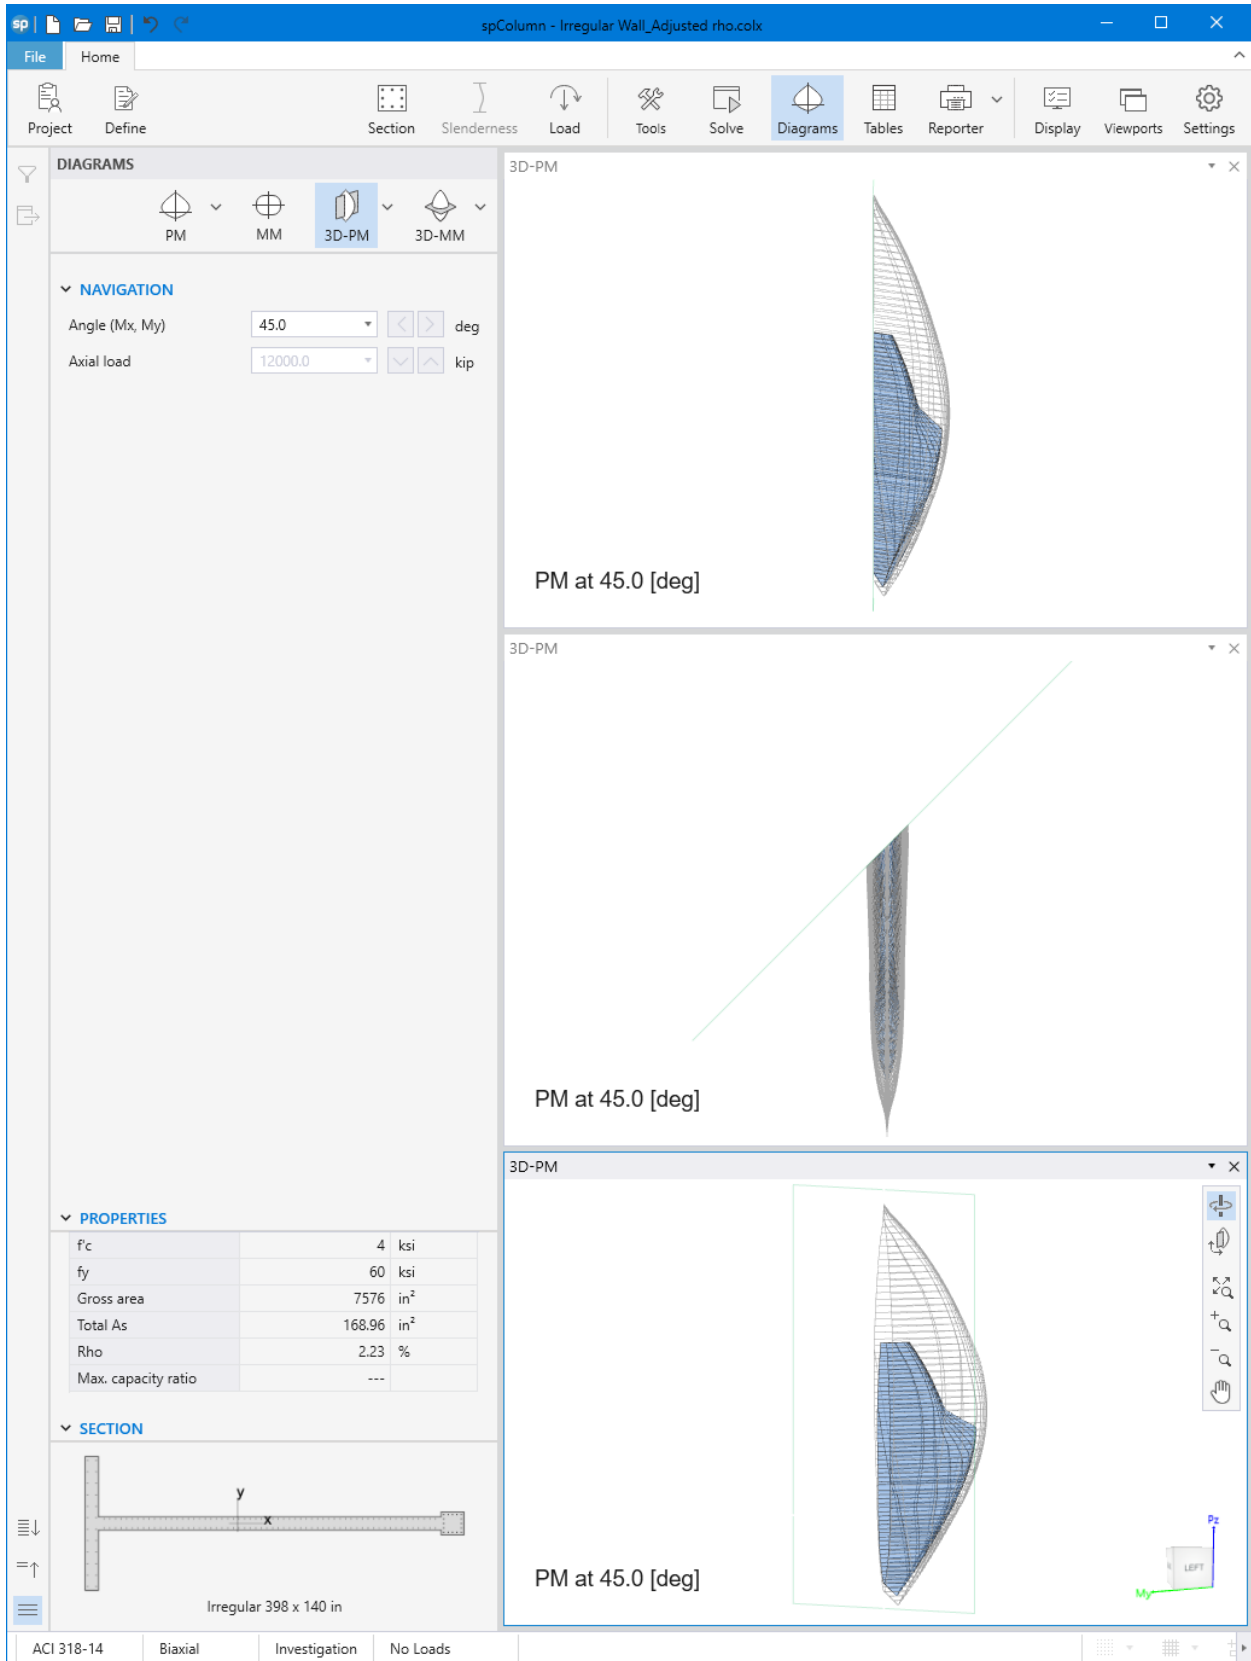 sp
spColumn - Irregular Wall_Adjusted rho.colx
File Home
Project Define Section Slenderness Load Tools Solve Diagrams Tables Reporter Display Viewports Settings
DIAGRAMS
PM MM 3D-PM 3D-MM
NAVIGATION
Angle (Mx, My) 45.0 deg
Axial load 12000.0 kip
3D-PM
PM at 45.0 [deg]
3D-PM
PM at 45.0 [deg]
3D-PM
PM at 45.0 [deg]
Pz
LEFT
My
PROPERTIES
f'c 4 ksi
fy 60 ksi
Gross area 7576 in²
Total As 168.96 in²
Rho 2.23 %
Max. capacity ratio ---
SECTION
y
x
Irregular 398 x 140 in
ACI 318-14 Biaxial Investigation No Loads